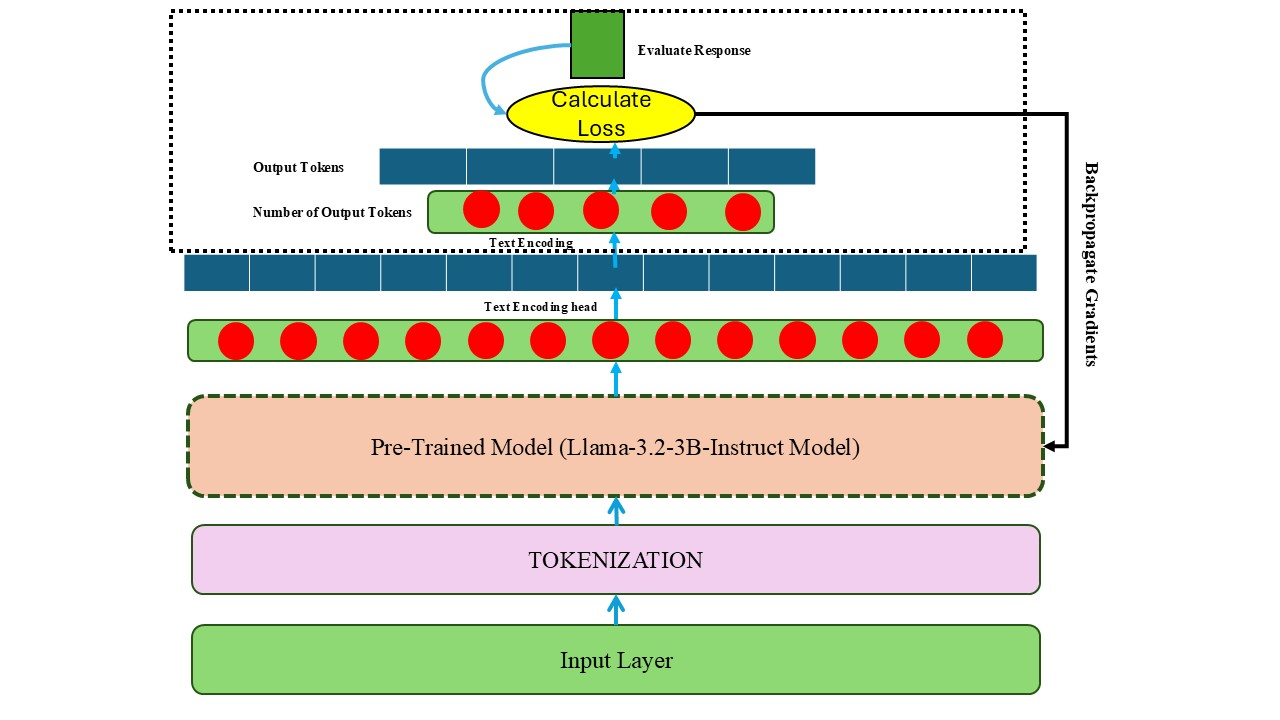 Evaluate Response
Calculate
Loss
Output Tokens
Number of Output Tokens
Text Encoding
Text Encoding head
Backpropagate Gradients
Pre-Trained Model (Llama-3.2-3B-Instruct Model)
TOKENIZATION
Input Layer